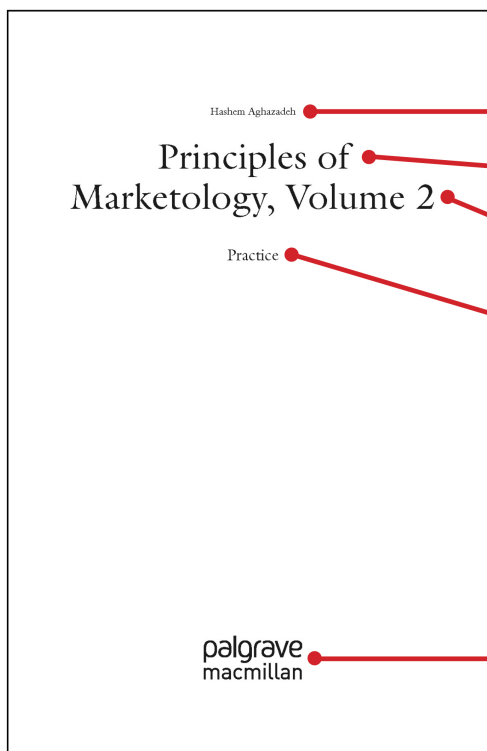 Hashem Aghazadeh
Principles of
Marketology, Volume 2
Practice
palgrave
macmillan